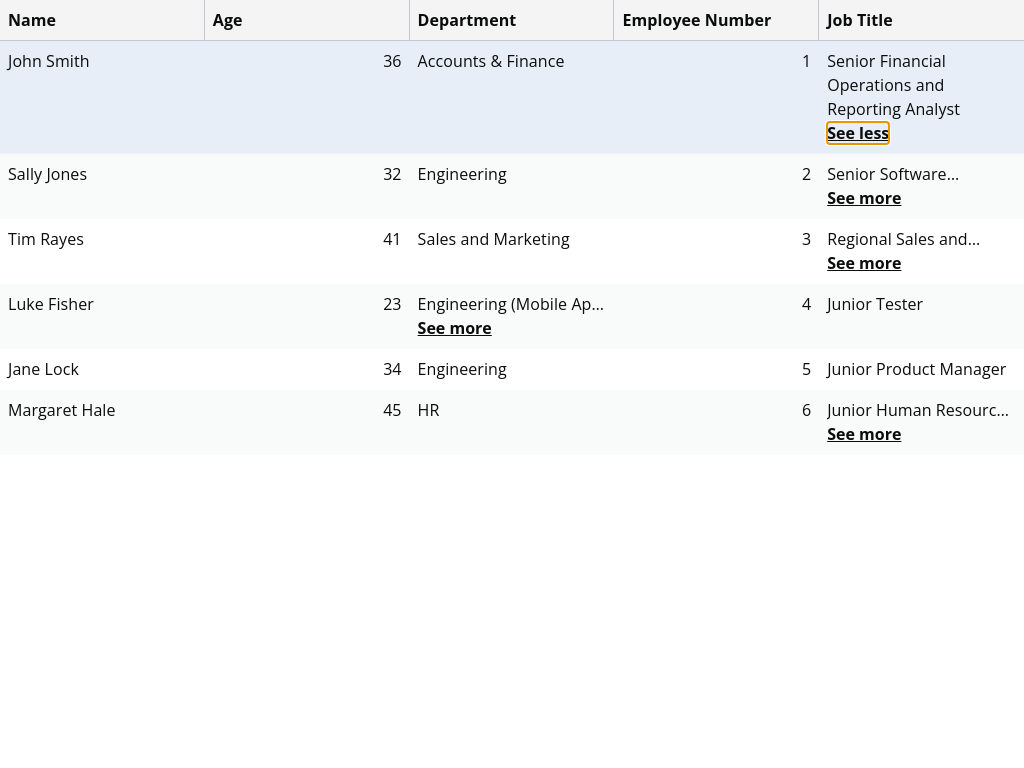 Name Age Department Employee Number Job Title
John Smith 36 Accounts & Finance 1 Senior Financial
Operations and
Reporting Analyst
See less
Sally Jones 32 Engineering 2 Senior Software...
See more
Tim Rayes 41 Sales and Marketing 3 Regional Sales and...
See more
Luke Fisher 23 Engineering (Mobile Ap... 4 Junior Tester
See more
Jane Lock 34 Engineering 5 Junior Product Manager
Margaret Hale 45 HR 6 Junior Human Resourc...
See more